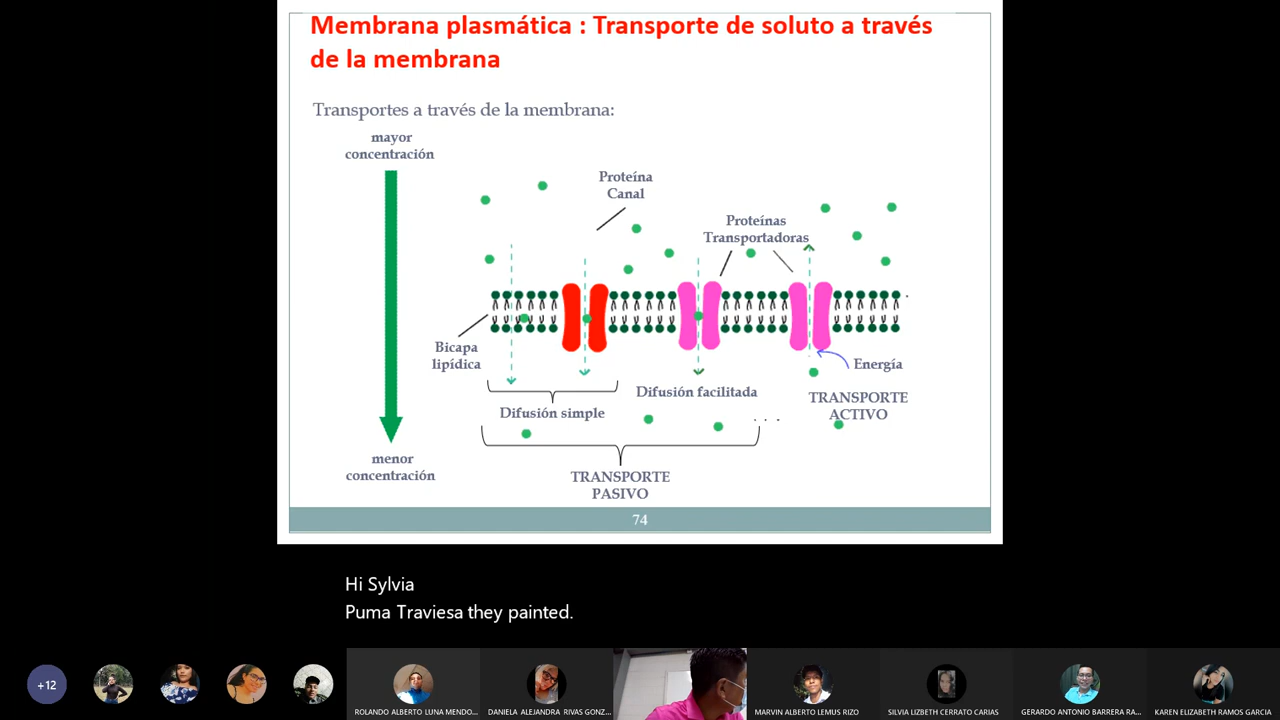 Membrana plasmática : Transporte de soluto a través
de la membrana
Transportes a través de la membrana:
mayor
concentración
Proteína
Canal
Proteínas
Transportadoras
Bicapa
lipídica
Energía
Difusión simple
Difusión facilitada
TRANSPORTE
ACTIVO
menor
concentración
TRANSPORTE
PASIVO
74
Hi Sylvia
Puma Traviesa they painted.
+12
ROLANDO ALBERTO LUNA MENDO...
DANIELA ALEJANDRA RIVAS GONZ...
MARVIN ALBERTO LEMUS RIZO
SILVIA LIZBETH CERRATO CARIAS
GERARDO ANTONIO BARRERA RA...
KAREN ELIZABETH RAMOS GARCIA